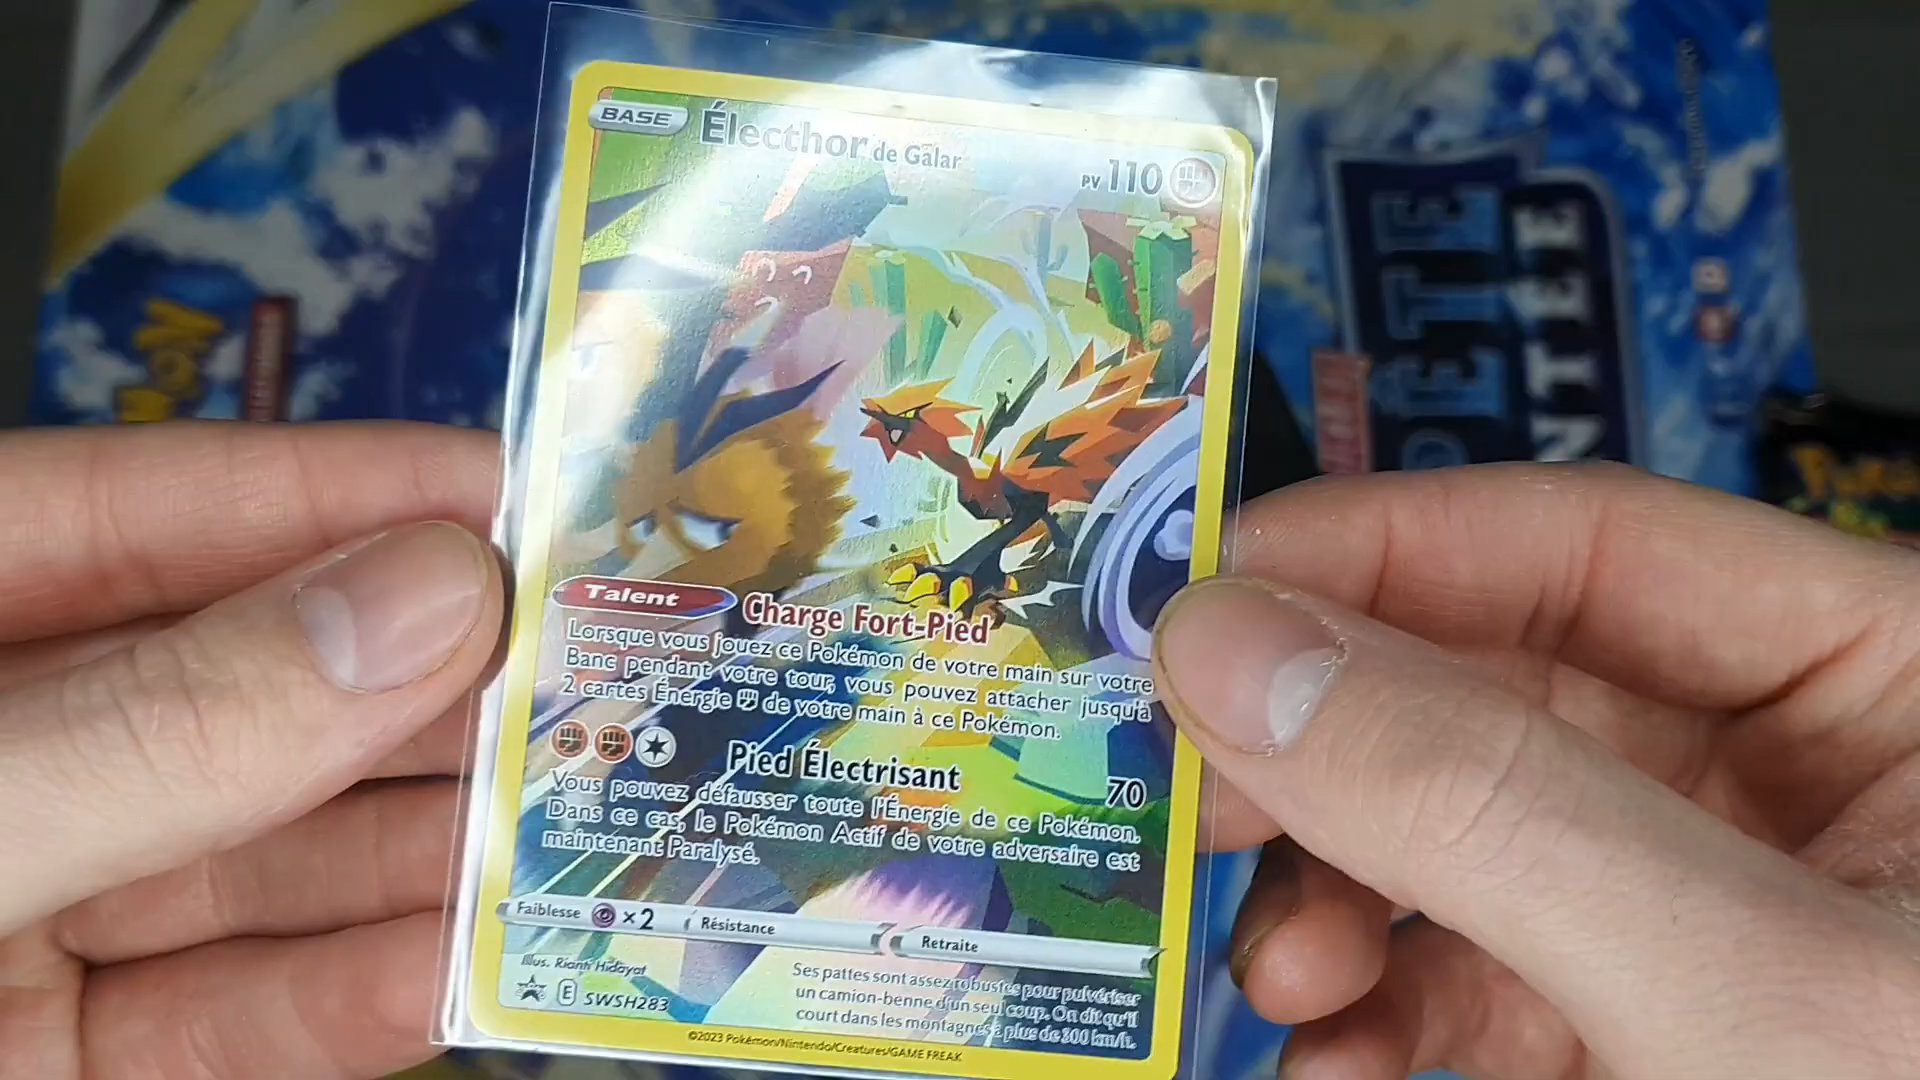 BASE Électhor de Galar PV 110
Talent Charge Fort-Pied
Lorsque vous jouez ce Pokémon de votre main sur votre
Banc pendant votre tour, vous pouvez attacher jusqu'à
2 cartes Énergie de votre main à ce Pokémon.
Pied Électrisant 70
Vous pouvez défausser toute l'Énergie de ce Pokémon.
Dans ce cas, le Pokémon Actif de votre adversaire est
maintenant Paralysé.
Faiblesse ×2 Résistance Retraite
Illus. Rianti Hidayat
E SWSH283
Ses pattes sont assez robustes pour pulvériser
un camion-benne d'un seul coup. On dit qu'il
court dans les montagnes à plus de 300 km/h.
©2023 Pokémon/Nintendo/Creatures/GAME FREAK